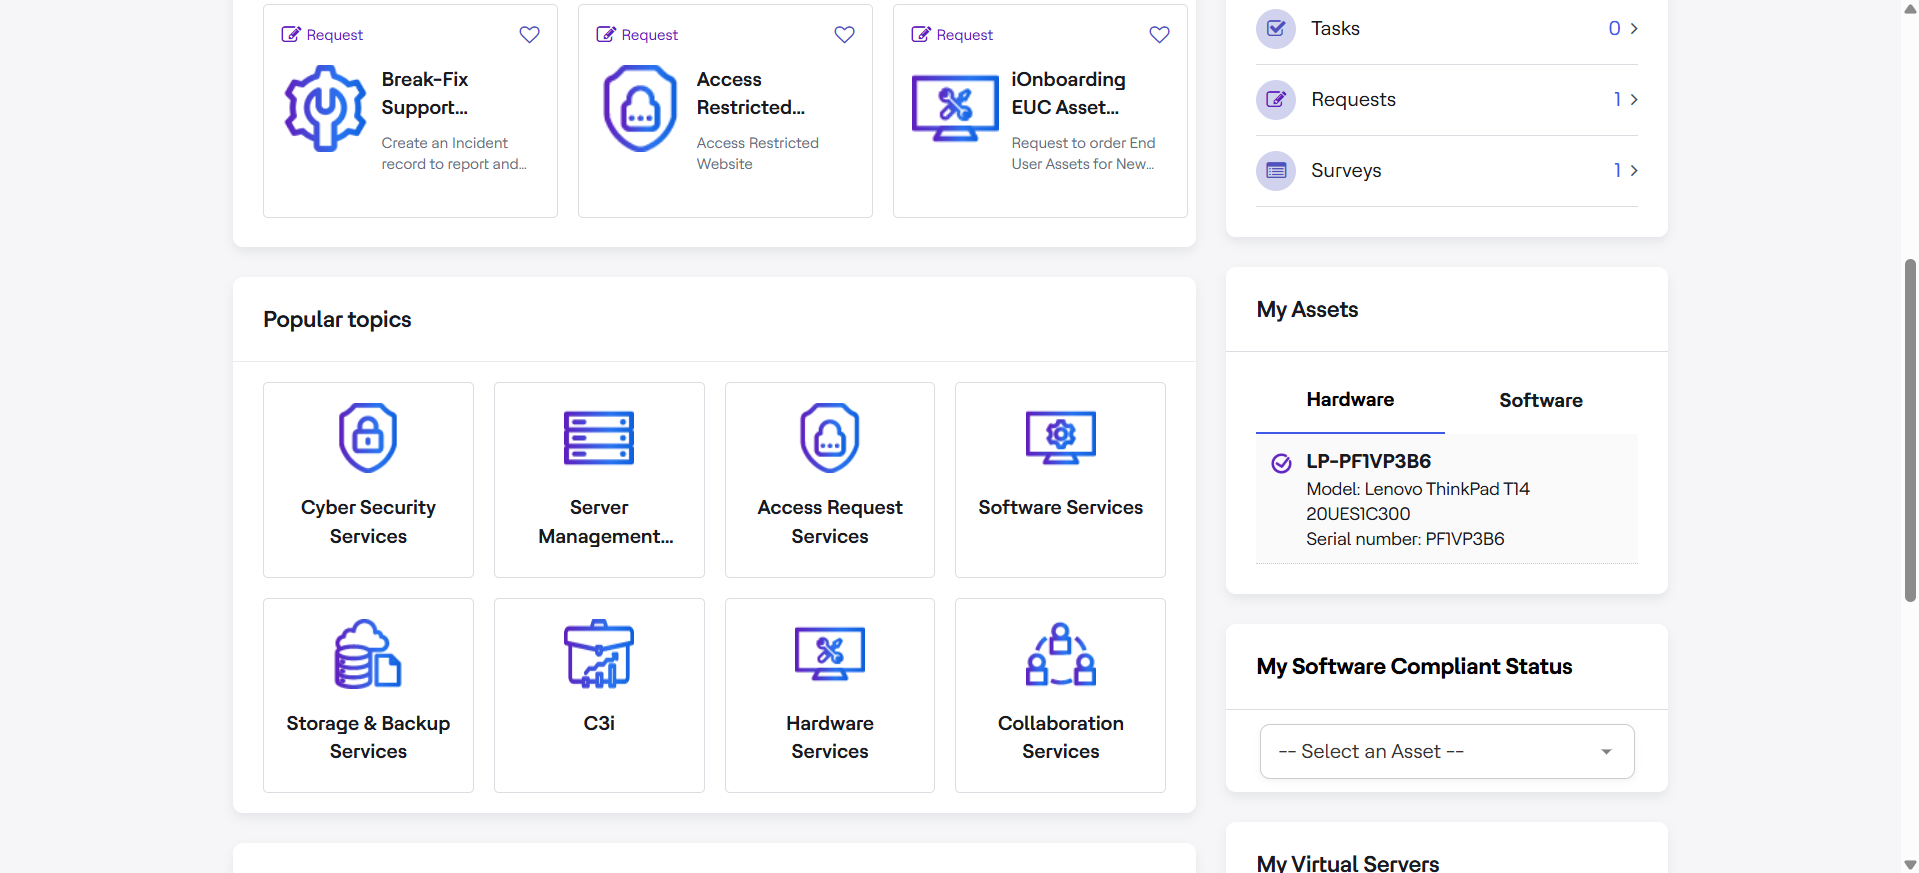 Request
Break-Fix
Support...
Create an Incident
record to report and...
Request
Access
Restricted...
Access Restricted
Website
Request
iOnboarding
EUC Asset...
Request to order End
User Assets for New...
Tasks 0
Requests 1
Surveys 1
Popular topics
Cyber Security
Services
Server
Management...
Access Request
Services
Software Services
Storage & Backup
Services
C3i
Hardware
Services
Collaboration
Services
My Assets
Hardware Software
LP-PF1VP3B6
Model: Lenovo ThinkPad T14
20UES1C300
Serial number: PF1VP3B6
My Software Compliant Status
-- Select an Asset --
My Virtual Servers